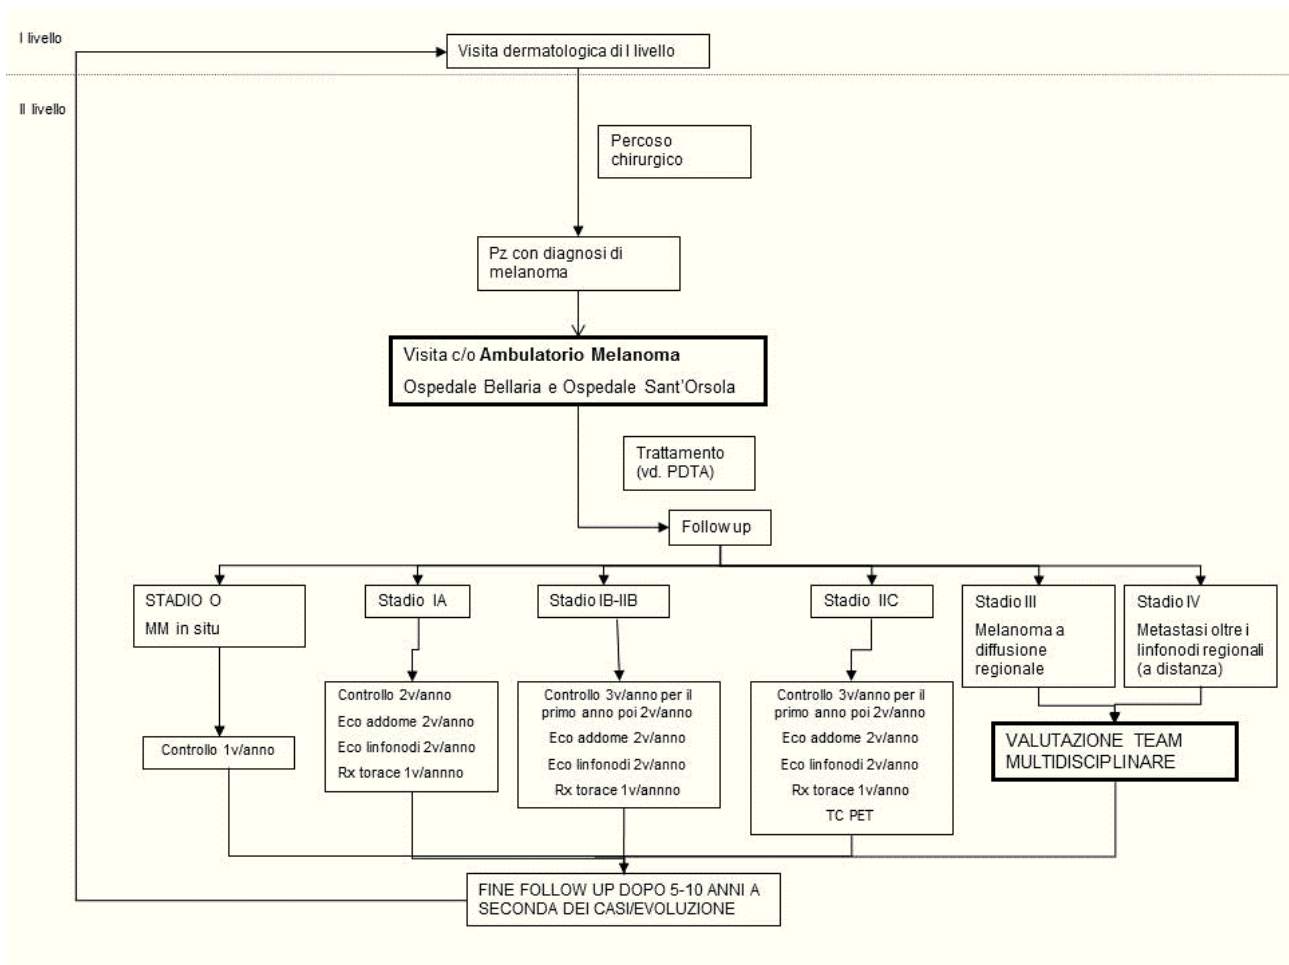 I livello
Visita dermatologica di I livello
II livello
Percoso
chirurgico
Pz con diagnosi di
melanoma
Visita c/o Ambulatorio Melanoma
Ospedale Bellaria e Ospedale Sant'Orsola
Trattamento
(vd. PDTA)
Follow up
STADIO O
MM in situ
Stadio IA
Stadio IB-IIB
Stadio IIC
Stadio III
Melanoma a
diffusione
regionale
Stadio IV
Metastasi oltre i
linfonodi regionali
(a distanza)
Controllo 1v/anno
Controllo 2v/anno
Eco addome 2v/anno
Eco linfonodi 2v/anno
Rx torace 1v/annno
Controllo 3v/anno per il
primo anno poi 2v/anno
Eco addome 2v/anno
Eco linfonodi 2v/anno
Rx torace 1v/annno
Controllo 3v/anno per il
primo anno poi 2v/anno
Eco addome 2v/anno
Eco linfonodi 2v/anno
Rx torace 1v/anno
TC PET
VALUTAZIONE TEAM
MULTIDISCIPLINARE
FINE FOLLOW UP DOPO 5-10 ANNI A
SECONDA DEI CASI/EVOLUZIONE